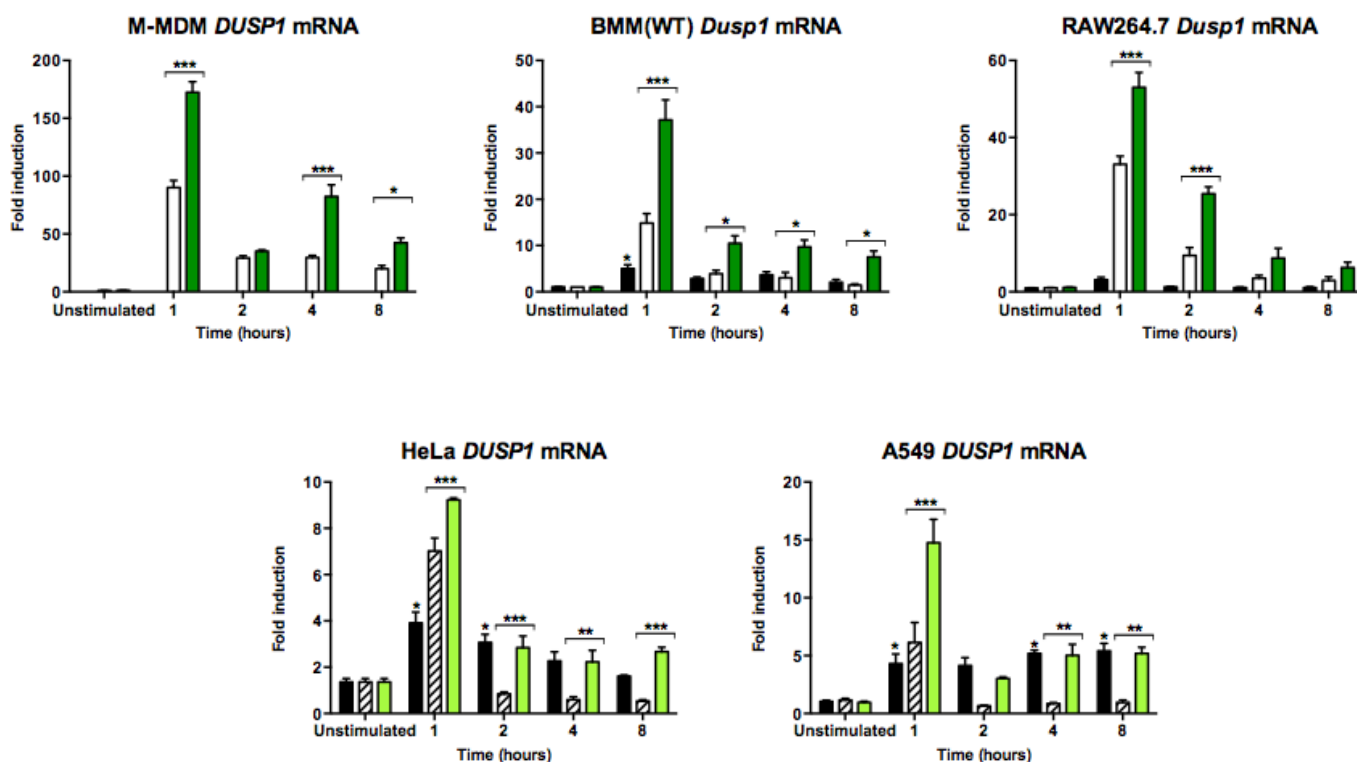 M-MDM DUSP1 mRNA
Fold induction
200
150
100
50
0
***
***
*
Unstimulated 1 2 4 8
Time (hours)
BMM(WT) Dusp1 mRNA
Fold induction
50
40
30
20
10
0
*
***
*
*
*
Unstimulated 1 2 4 8
Time (hours)
RAW264.7 Dusp1 mRNA
Fold induction
60
40
20
0
***
***
Unstimulated 1 2 4 8
Time (hours)
HeLa DUSP1 mRNA
Fold induction
10
8
6
4
2
0
*
***
*
***
**
***
Unstimulated 1 2 4 8
Time (hours)
A549 DUSP1 mRNA
Fold induction
20
15
10
5
0
*
***
*
**
*
**
Unstimulated 1 2 4 8
Time (hours)